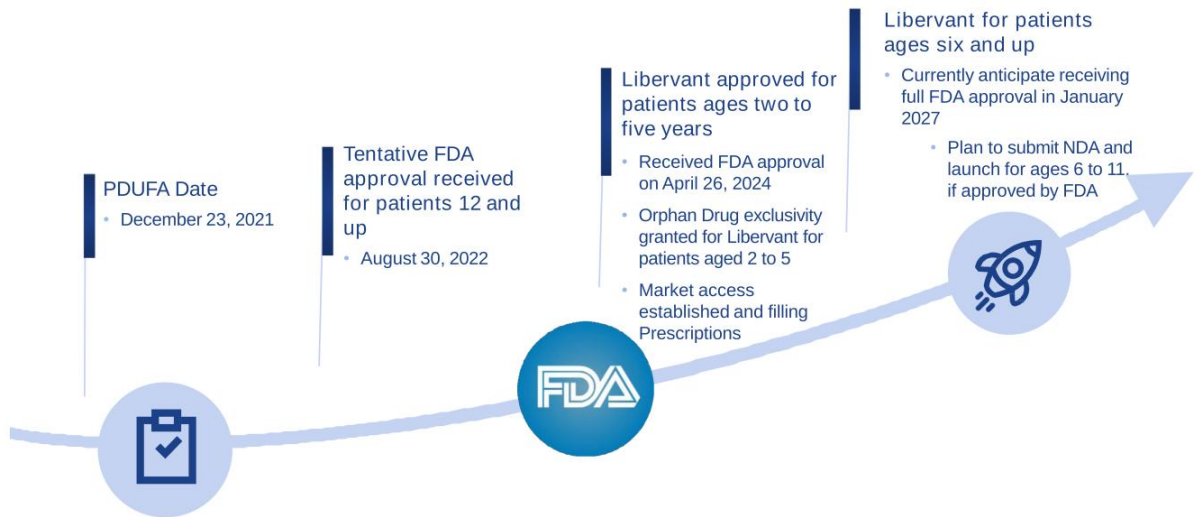 PDUFA Date
• December 23, 2021
Tentative FDA
approval received
for patients 12 and
up
• August 30, 2022
Libervant approved for
patients ages two to
five years
• Received FDA approval
on April 26, 2024
• Orphan Drug exclusivity
granted for Libervant for
patients aged 2 to 5
• Market access
established and filling
Prescriptions
Libervant for patients
ages six and up
• Currently anticipate receiving
full FDA approval in January
2027
• Plan to submit NDA and
launch for ages 6 to 11,
if approved by FDA
FDA